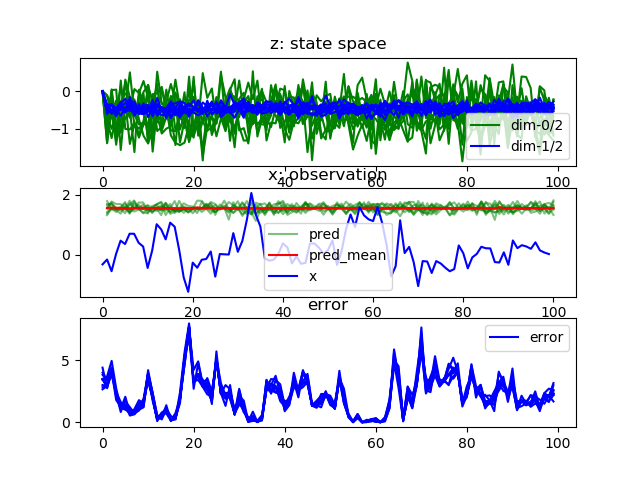 z: state space
0
−1
dim-0/2
dim-1/2
0 20 40 60 80 100
x: observation
2
0
pred
pred_mean
x
0 20 40 60 80 100
error
5
0
error
0 20 40 60 80 100